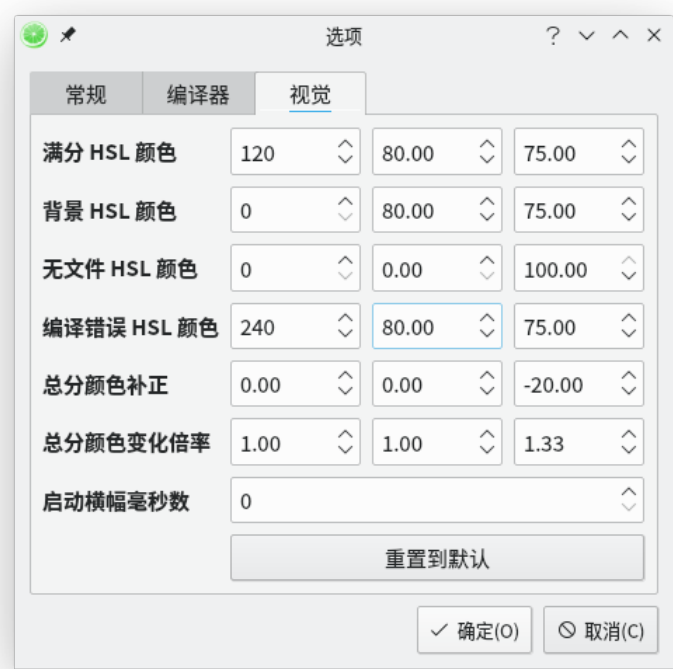 选项
常规 编译器 视觉
满分 HSL 颜色 120 80.00 75.00
背景 HSL 颜色 0 80.00 75.00
无文件 HSL 颜色 0 0.00 100.00
编译错误 HSL 颜色 240 80.00 75.00
总分颜色补正 0.00 0.00 -20.00
总分颜色变化倍率 1.00 1.00 1.33
启动横幅毫秒数 0
重置到默认
确定(O) 取消(C)